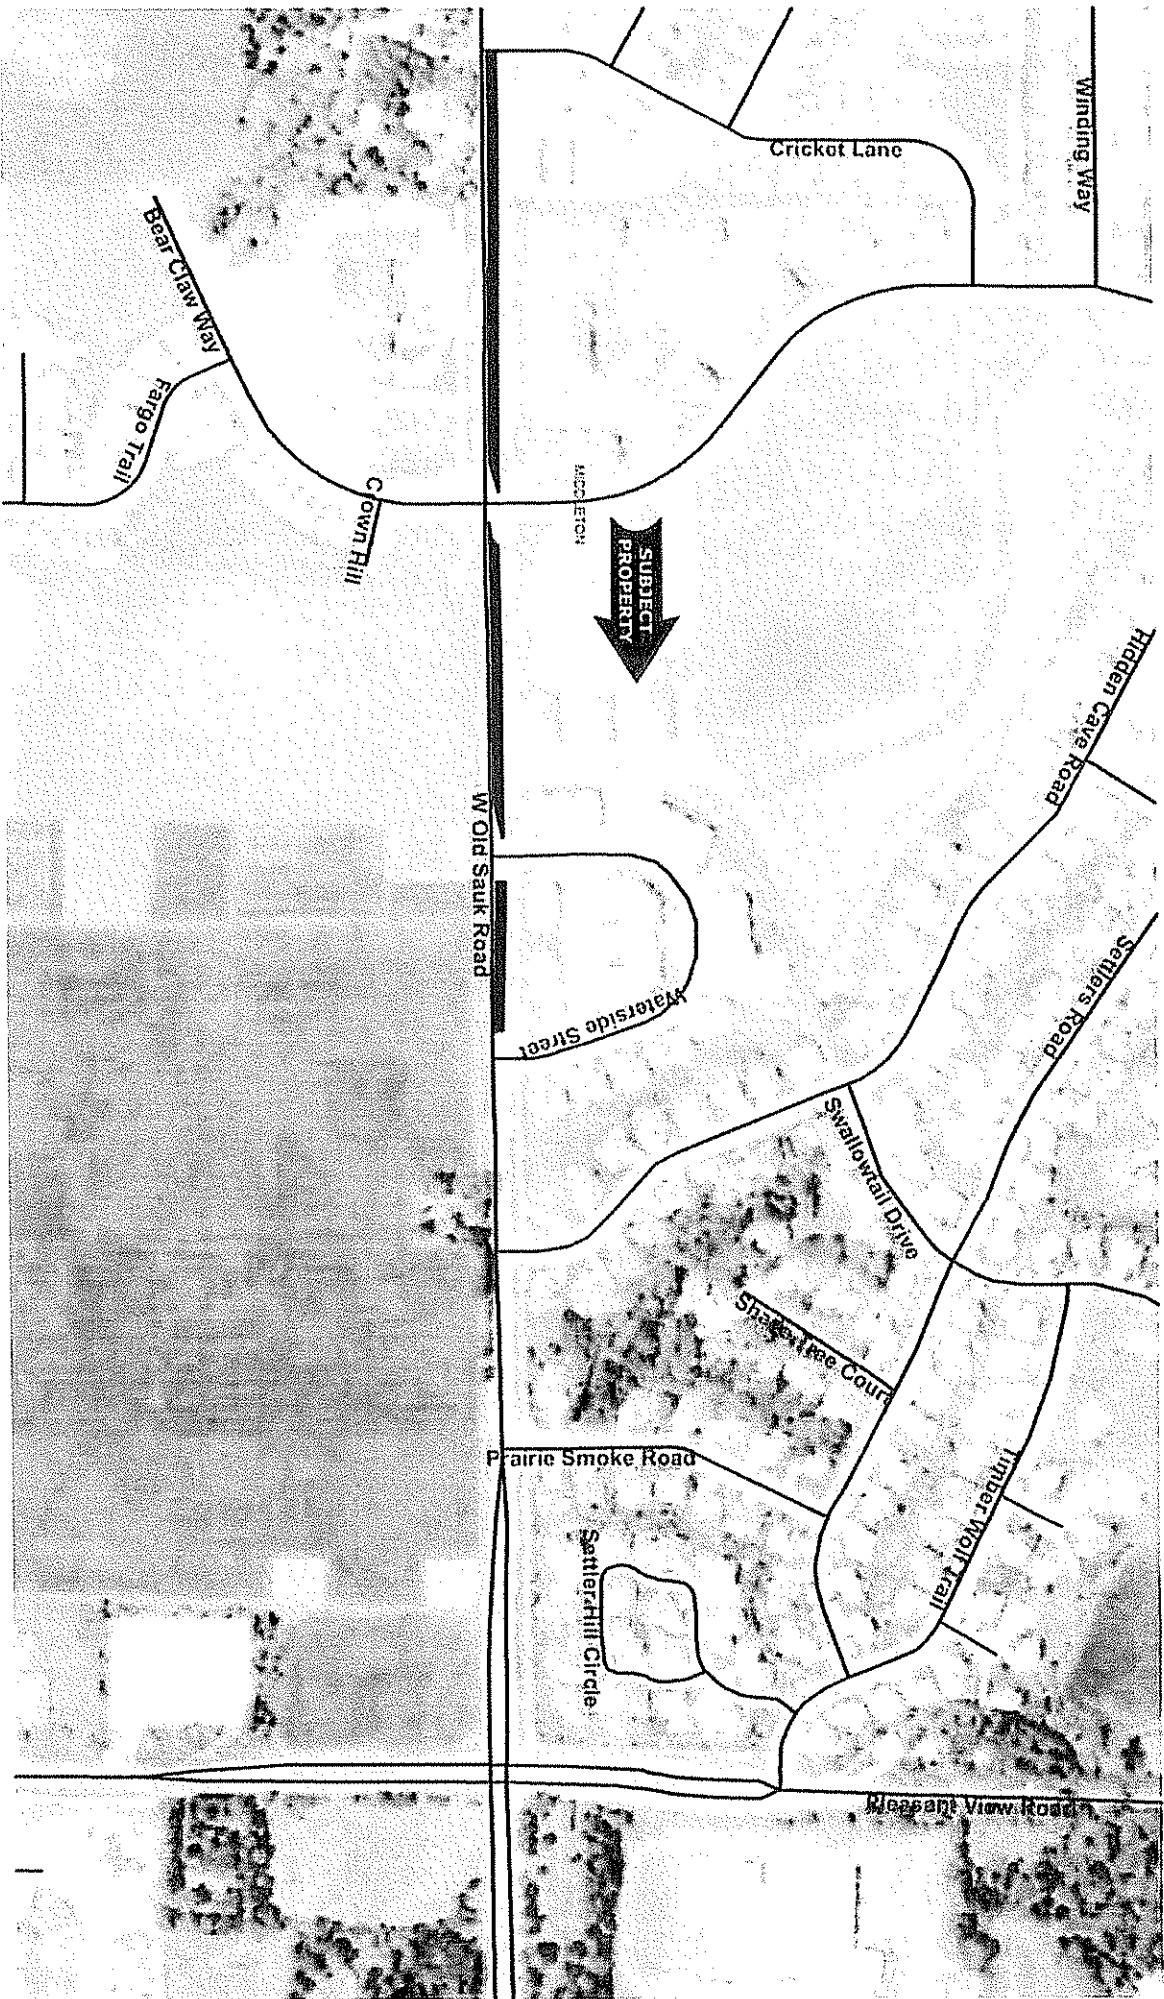 Winding Way
Cricket Lane
Bear Claw Way
Fargo Trail
Crown Hill
MIDDLETON
SUBJECT
PROPERTY
Hidden Cave Road
Settlers Road
W Old Sauk Road
Waterside Street
Swallowtail Drive
Shade Tree Court
Prairie Smoke Road
Timber Wolf Trail
Settler Hill Circle
Pleasant View Road